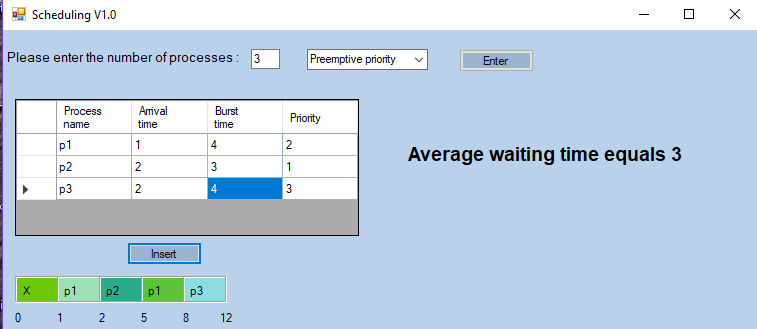 Scheduling V1.0
Please enter the number of processes : 3 Preemptive priority Enter
Process name Arrival time Burst time Priority
p1 1 4 2
p2 2 3 1
p3 2 4 3
Average waiting time equals 3
Insert
X p1 p2 p1 p3
0 1 2 5 8 12